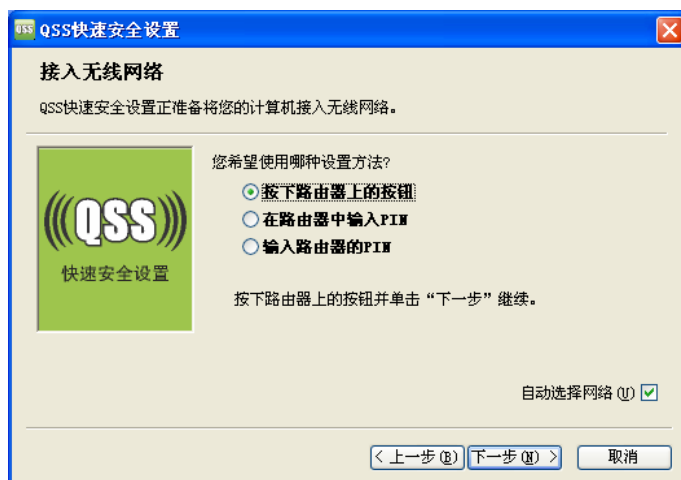 QSS QSS快速安全设置
接入无线网络
QSS快速安全设置正准备将您的计算机接入无线网络。
您希望使用哪种设置方法?
按下路由器上的按钮
在路由器中输入PIN
输入路由器的PIN
(((QSS)))
快速安全设置
按下路由器上的按钮并单击“下一步”继续。
自动选择网络(U)
< 上一步(B) 下一步(N) > 取消